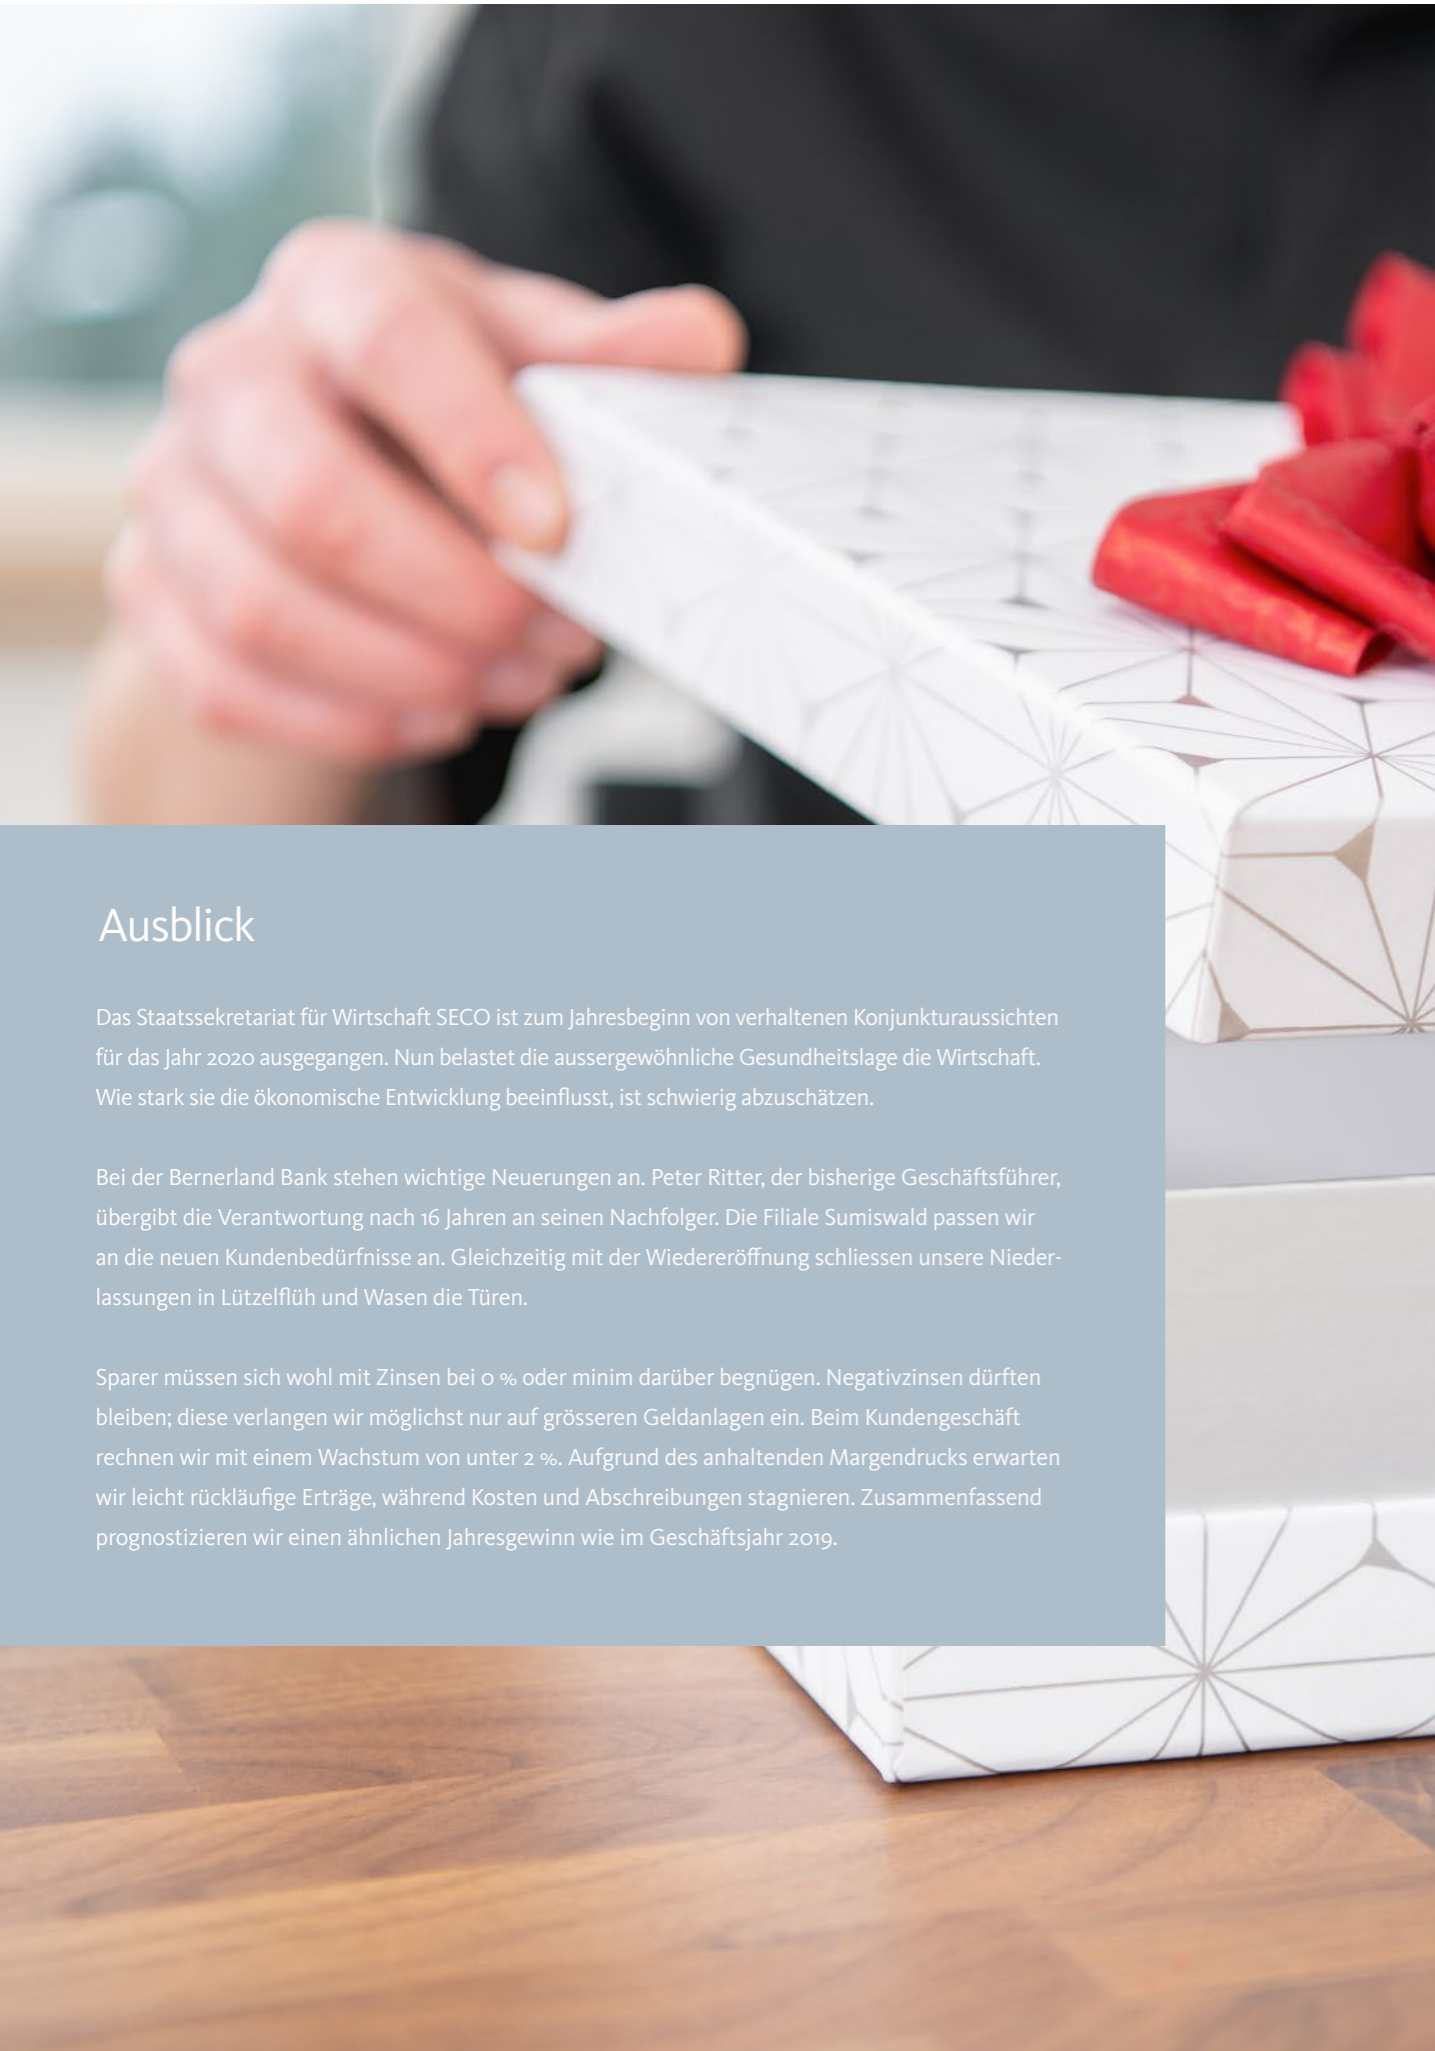 Ausblick
Das Staatssekretariat für Wirtschaft SECO ist zum Jahresbeginn von verhaltenen Konjunkturaussichten
für das Jahr 2020 ausgegangen. Nun belastet die aussergewöhnliche Gesundheitslage die Wirtschaft.
Wie stark sie die ökonomische Entwicklung beeinflusst, ist schwierig abzuschätzen.
Bei der Bernerland Bank stehen wichtige Neuerungen an. Peter Ritter, der bisherige Geschäftsführer,
übergibt die Verantwortung nach 16 Jahren an seinen Nachfolger. Die Filiale Sumiswald passen wir
an die neuen Kundenbedürfnisse an. Gleichzeitig mit der Wiedereröffnung schliessen unsere Nieder-
lassungen in Lützelflüh und Wasen die Türen.
Sparer müssen sich wohl mit Zinsen bei 0 % oder minim darüber begnügen. Negativzinsen dürften
bleiben; diese verlangen wir möglichst nur auf grösseren Geldanlagen ein. Beim Kundengeschäft
rechnen wir mit einem Wachstum von unter 2 %. Aufgrund des anhaltenden Margendrucks erwarten
wir leicht rückläufige Erträge, während Kosten und Abschreibungen stagnieren. Zusammenfassend
prognostizieren wir einen ähnlichen Jahresgewinn wie im Geschäftsjahr 2019.